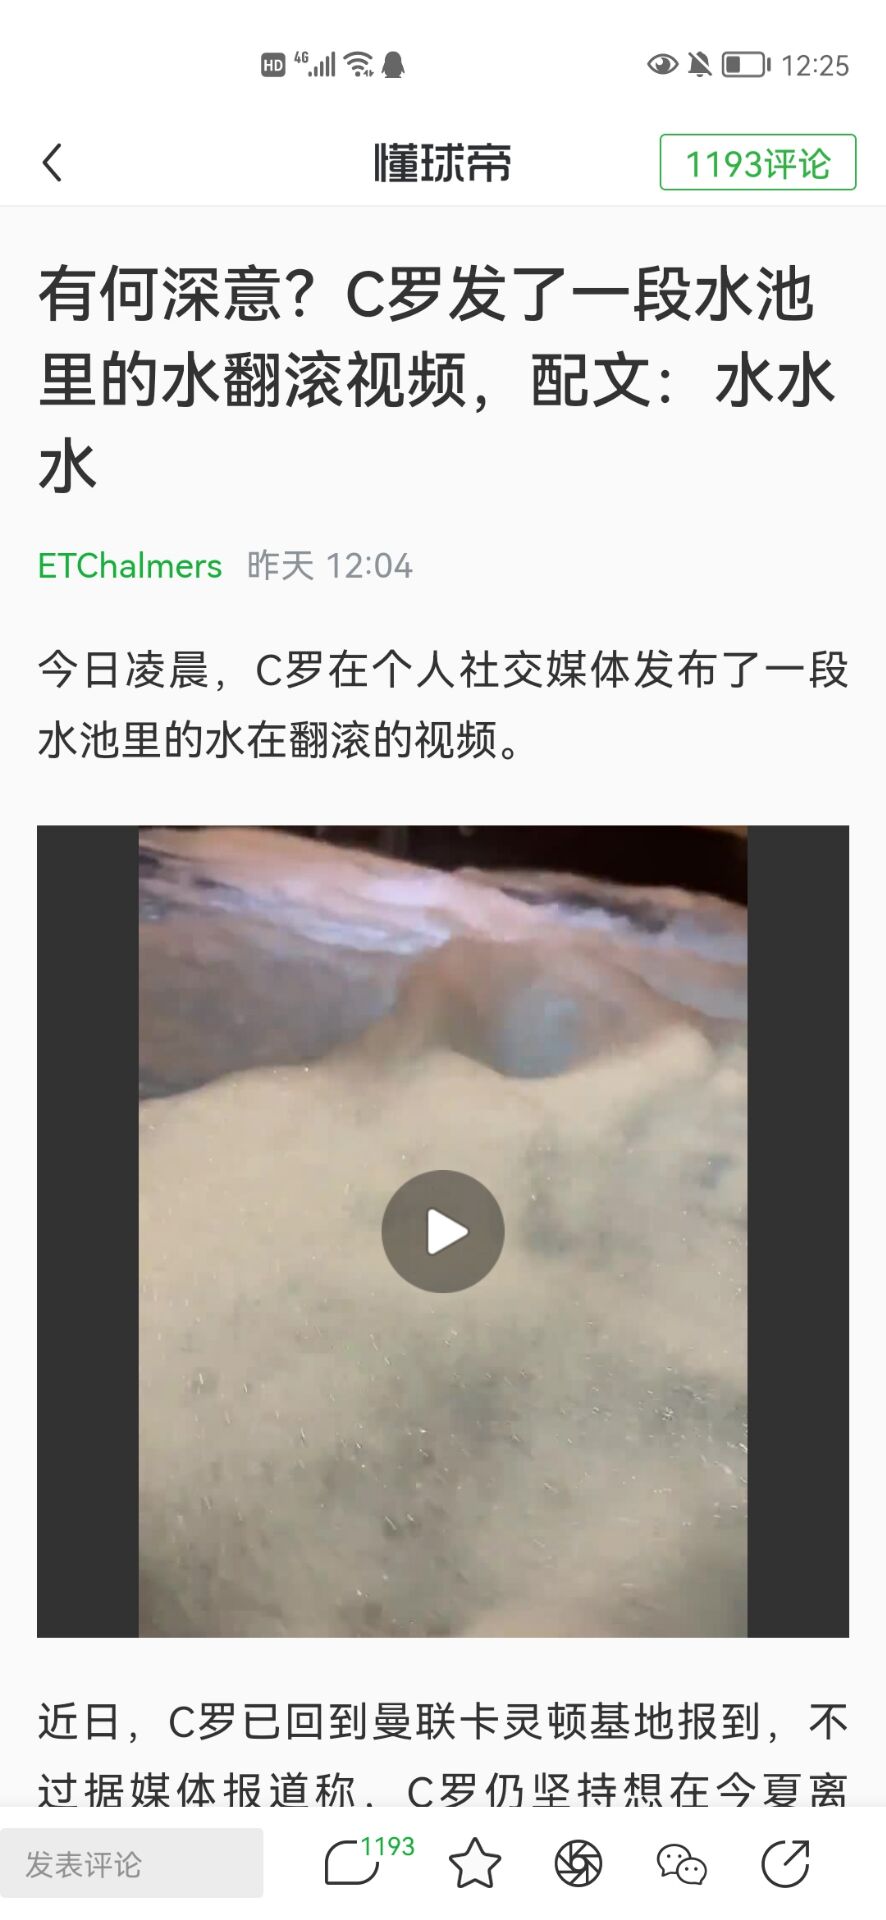 HD 4G 12:25
懂球帝 1193评论
有何深意？C罗发了一段水池
里的水翻滚视频，配文：水水
水
ETChalmers 昨天 12:04
今日凌晨，C罗在个人社交媒体发布了一段
水池里的水在翻滚的视频。
近日，C罗已回到曼联卡灵顿基地报到，不
过据媒体报道称，C罗仍坚持想在今夏离
发表评论 1193